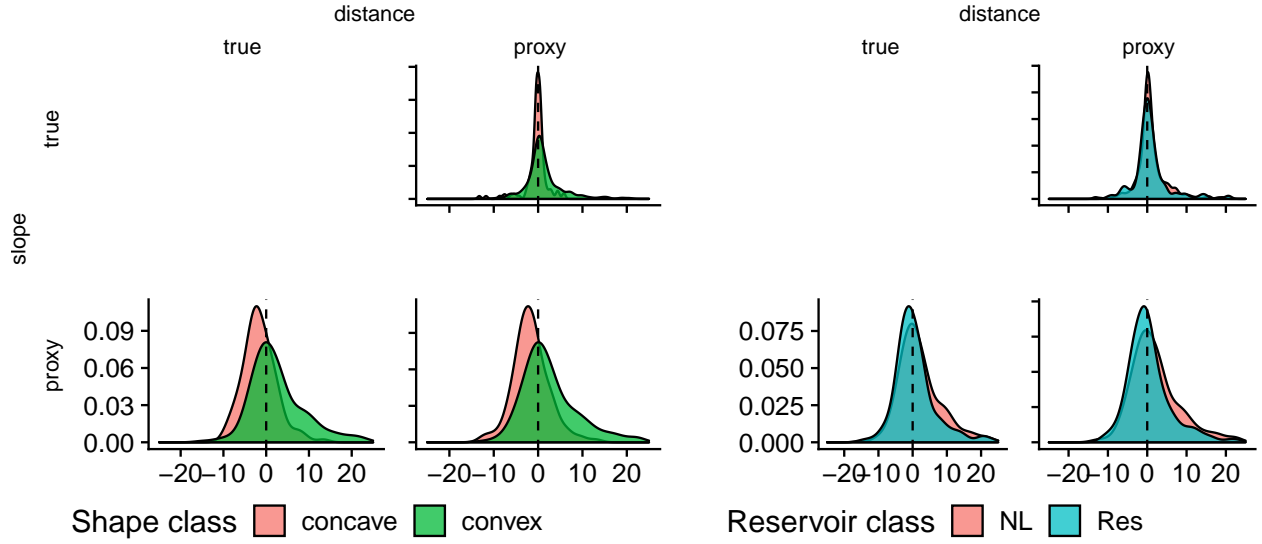 distance distance
true proxy true proxy
true
slope
proxy
0.09 0.075
0.06 0.050
0.03 0.025
0.00 0.000
−20 −10 0 10 20 −20 −10 0 10 20 −20 −10 0 10 20 −20 −10 0 10 20
Shape class concave convex Reservoir class NL Res